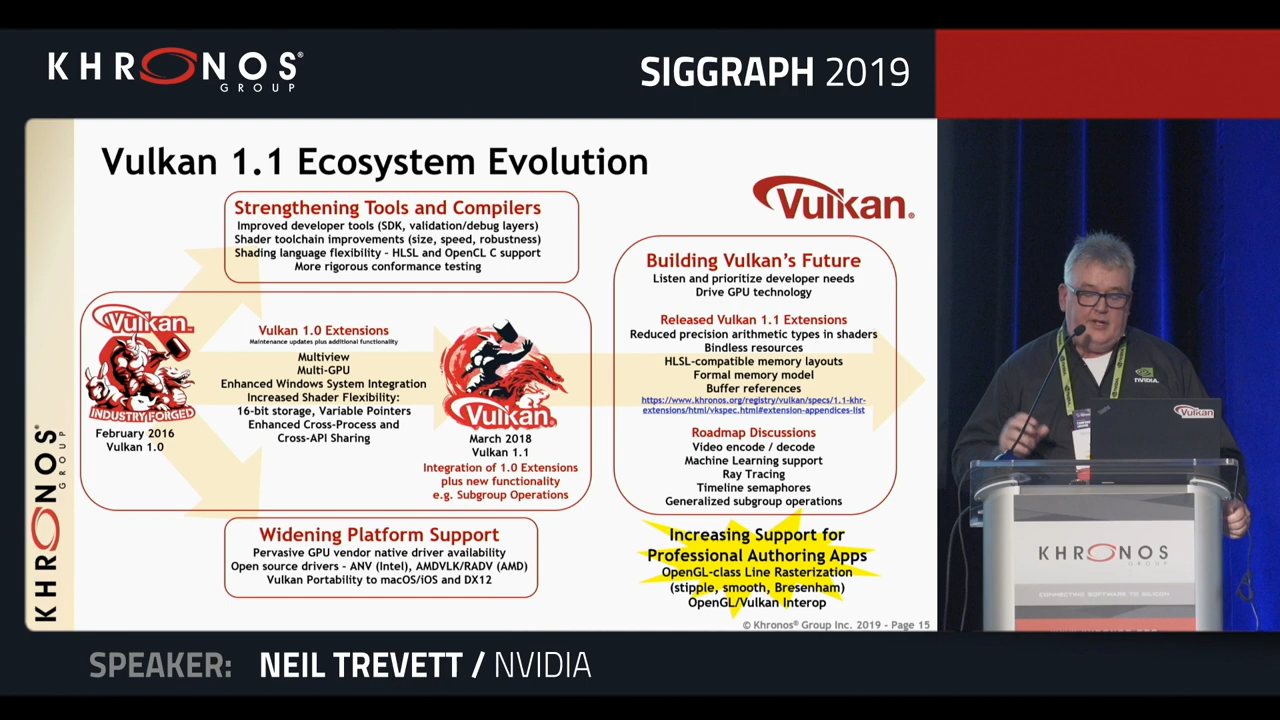 KHRONOS®
GROUP
SIGGRAPH 2019
Vulkan 1.1 Ecosystem Evolution
Vulkan®
Strengthening Tools and Compilers
Improved developer tools (SDK, validation/debug layers)
Shader toolchain improvements (size, speed, robustness)
Shading language flexibility - HLSL and OpenCL C support
More rigorous conformance testing
Vulkan
INDUSTRY FORGED
February 2016
Vulkan 1.0
Vulkan 1.0 Extensions
Maintenance updates plus additional functionality
Multiview
Multi-GPU
Enhanced Windows System Integration
Increased Shader Flexibility:
16-bit storage, Variable Pointers
Enhanced Cross-Process and
Cross-API Sharing
Vulkan
March 2018
Vulkan 1.1
Integration of 1.0 Extensions
plus new functionality
e.g. Subgroup Operations
Widening Platform Support
Pervasive GPU vendor native driver availability
Open source drivers - ANV (Intel), AMDVLK/RADV (AMD)
Vulkan Portability to macOS/iOS and DX12
Building Vulkan's Future
Listen and prioritize developer needs
Drive GPU technology
Released Vulkan 1.1 Extensions
Reduced precision arithmetic types in shaders
Bindless resources
HLSL-compatible memory layouts
Formal memory model
Buffer references
https://www.khronos.org/registry/vulkan/specs/1.1-khr-
extensions/html/vkspec.html#extension-appendices-list
Roadmap Discussions
Video encode / decode
Machine Learning support
Ray Tracing
Timeline semaphores
Generalized subgroup operations
Increasing Support for
Professional Authoring Apps
OpenGL-class Line Rasterization
(stipple, smooth, Bresenham)
OpenGL/Vulkan Interop
© Khronos® Group Inc. 2019 - Page 15
KHRONOS®
GROUP
NVIDIA.
Vulkan
KHRONOS
GROUP
CONNECTING SOFTWARE TO SILICON
SPEAKER: NEIL TREVETT / NVIDIA